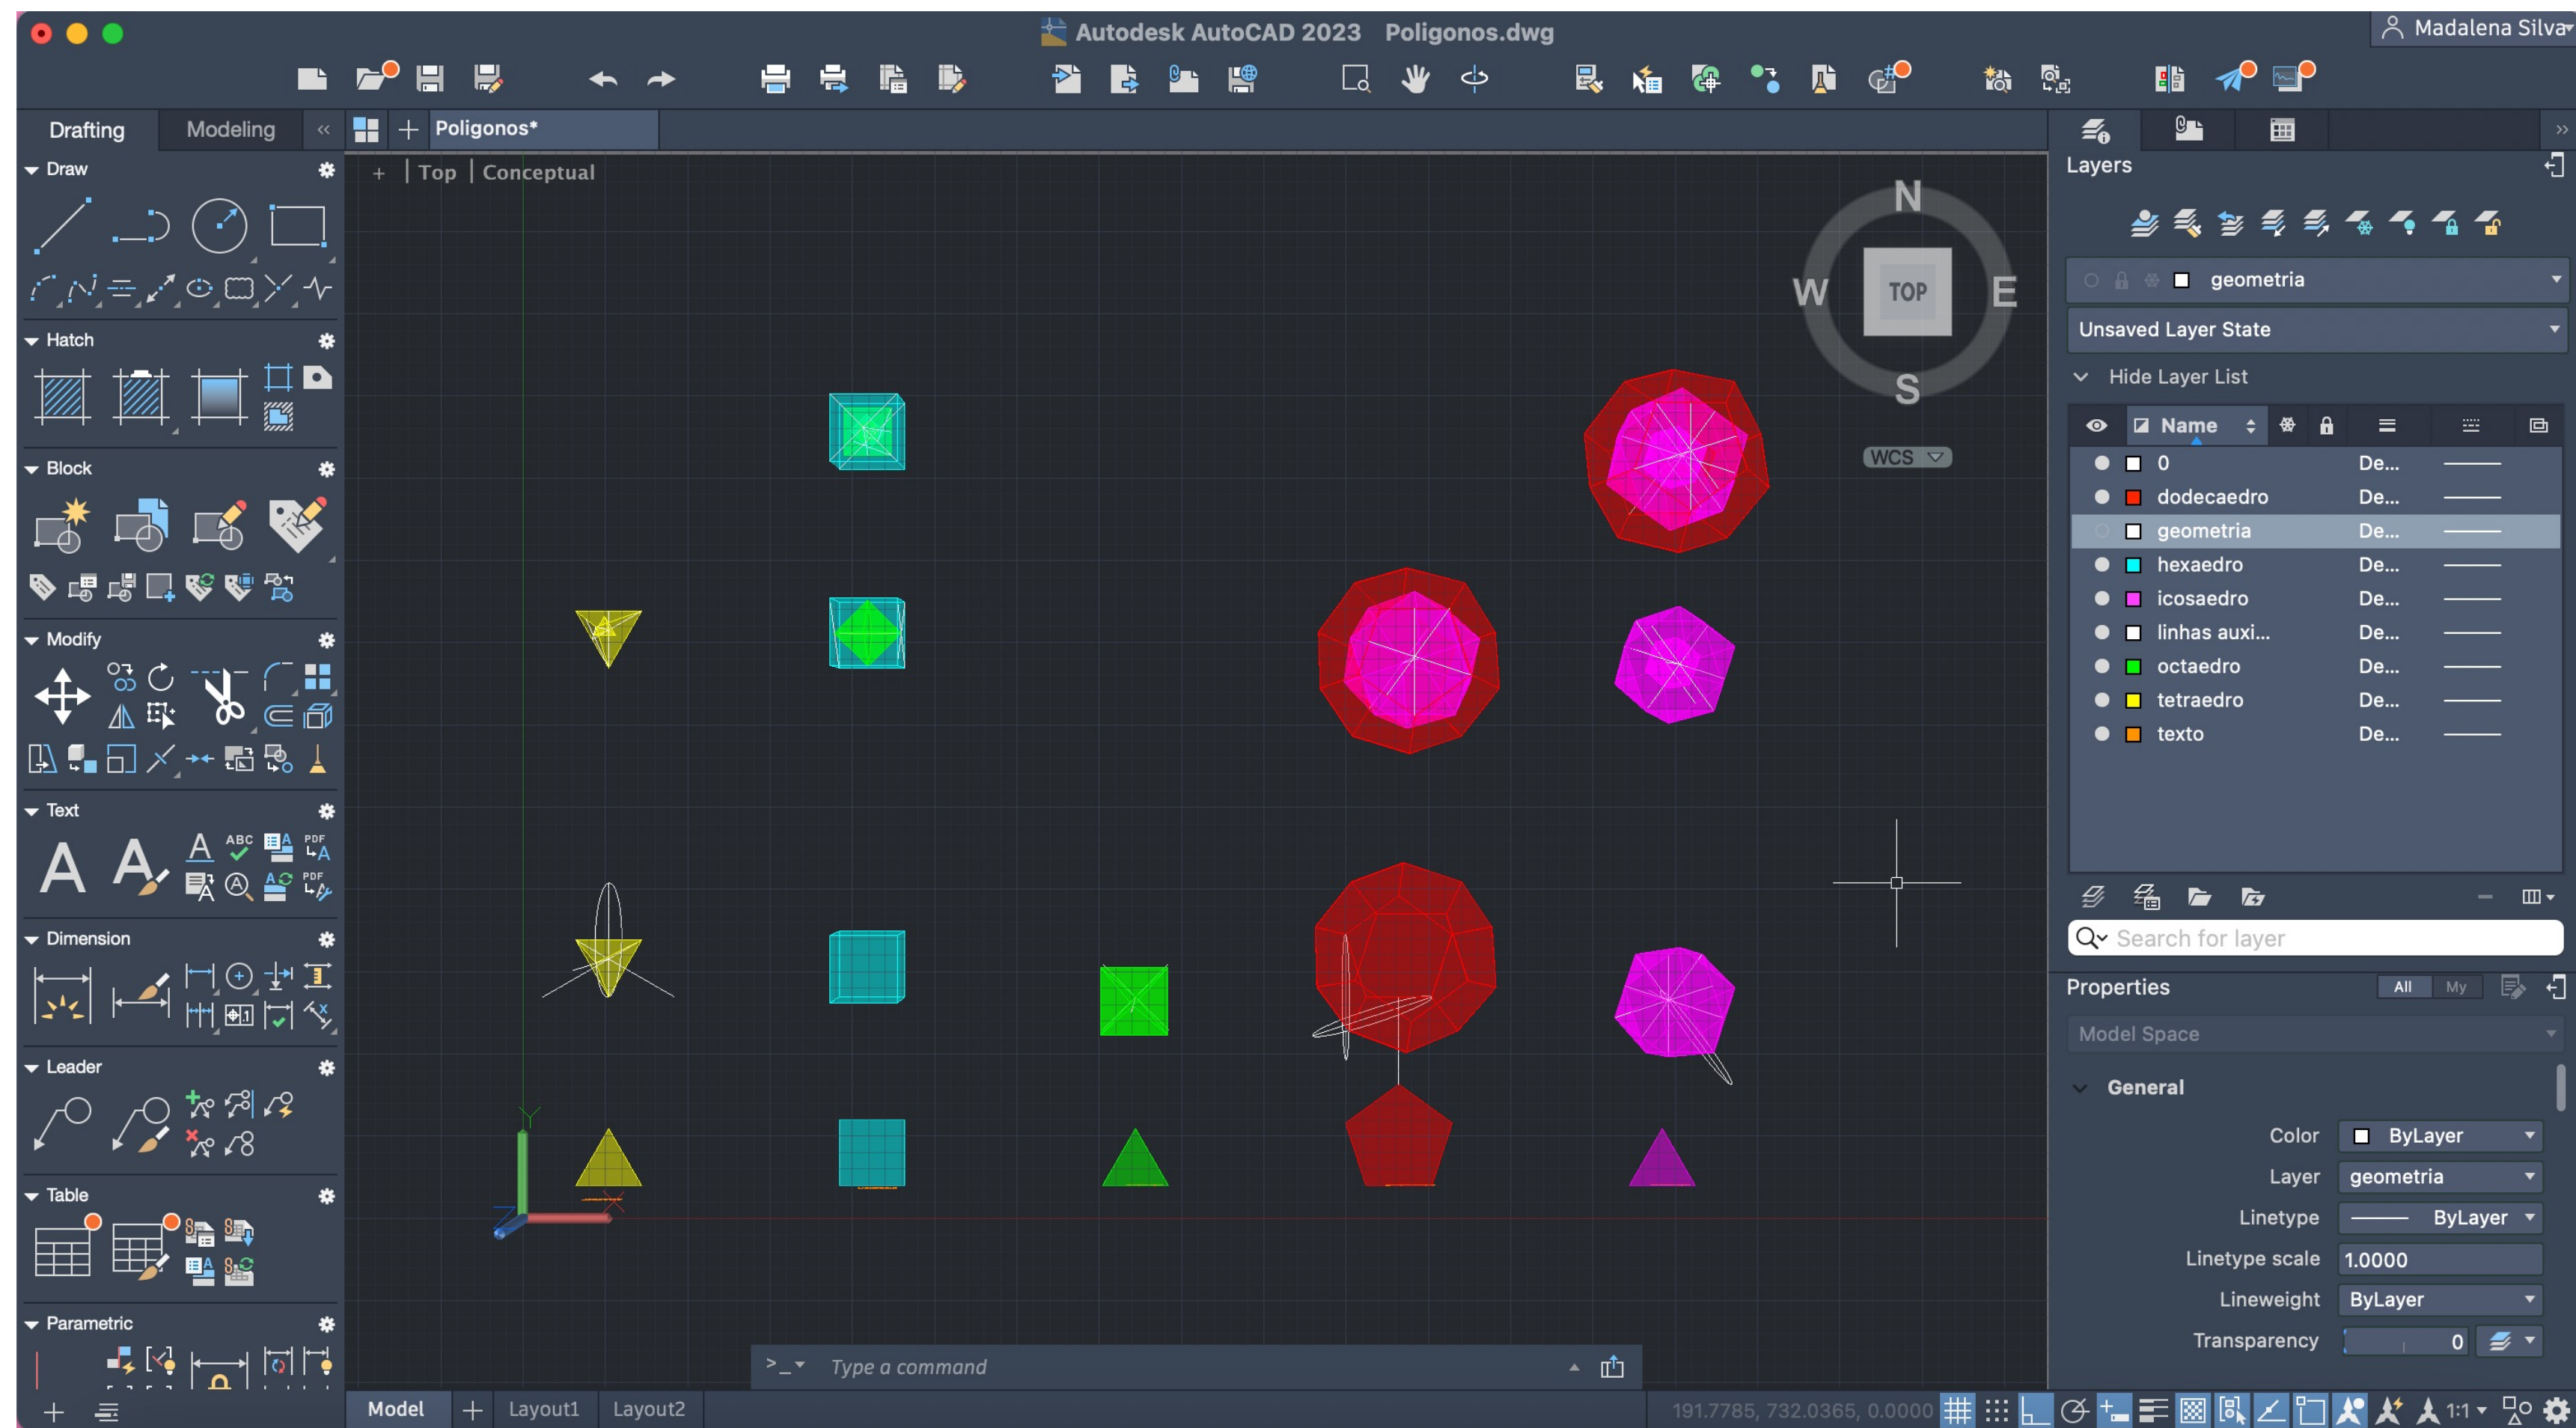 Autodesk AutoCAD 2023 Poligonos.dwg
Madalena Silva
Drafting Modeling
Poligonos*
Draw
+ | Top | Conceptual
N
W TOP E
S
WCS
Hatch
Block
Modify
Text
ABC
PDF
PDF
Dimension
Leader
Table
Parametric
Y
X
Z
>_ Type a command
Model Layout1 Layout2
Layers
geometria
Unsaved Layer State
Hide Layer List
Name
0 De...
dodecaedro De...
geometria De...
hexaedro De...
icosaedro De...
linhas auxi... De...
octaedro De...
tetraedro De...
texto De...
Search for layer
Properties All My
Model Space
General
Color ByLayer
Layer geometria
Linetype ByLayer
Linetype scale 1.0000
Lineweight ByLayer
Transparency 0
191.7785, 732.0365, 0.0000
1:1